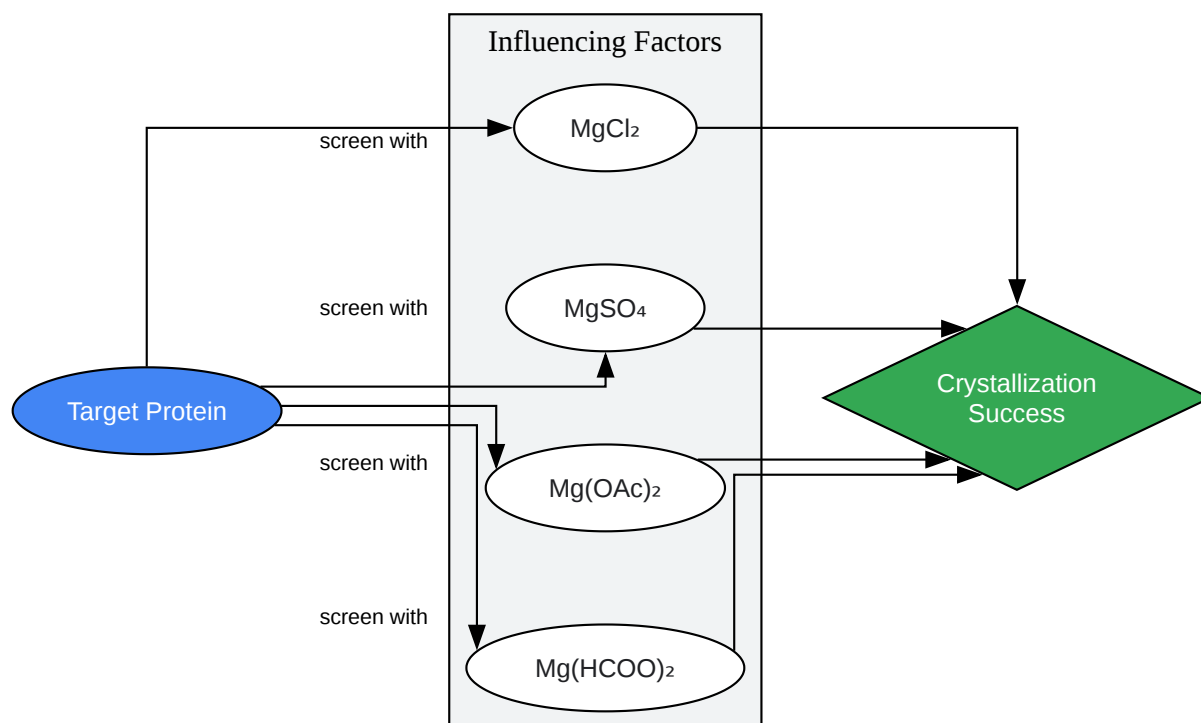 Influencing Factors
MgCl₂
screen with
screen with
MgSO₄
Target Protein
Crystallization
Success
screen with
Mg(OAc)₂
screen with
Mg(HCOO)₂